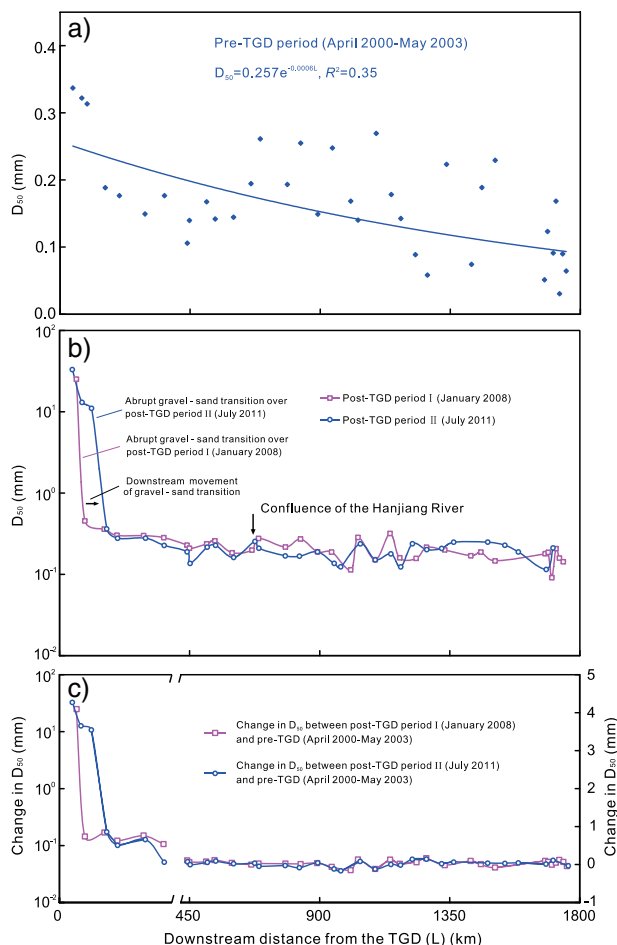 a)
0.4
Pre-TGD period (April 2000-May 2003)
D₅₀=0.257e⁻⁰·⁰⁰⁰⁶ᴸ, R²=0.35
0.3
D₅₀ (mm)
0.2
0.1
0.0
b)
10²
Abrupt gravel-sand transition over
post-TGD period II (July 2011)
Post-TGD period I (January 2008)
Post-TGD period II (July 2011)
10¹
Abrupt gravel-sand transition over
post-TGD period I (January 2008)
Downstream movement
of gravel-sand transition
Confluence of the Hanjiang River
D₅₀ (mm)
10⁰
10⁻¹
10⁻²
c)
10²
10¹
10⁰
10⁻¹
10⁻²
Change in D₅₀ (mm)
Change in D₅₀ between post-TGD period I (January 2008)
and pre-TGD (April 2000-May 2003)
Change in D₅₀ between post-TGD period II (July 2011)
and pre-TGD (April 2000-May 2003)
5
4
3
2
1
0
-1
Change in D₅₀ (mm)
0 450 900 1350 1800
Downstream distance from the TGD (L) (km)